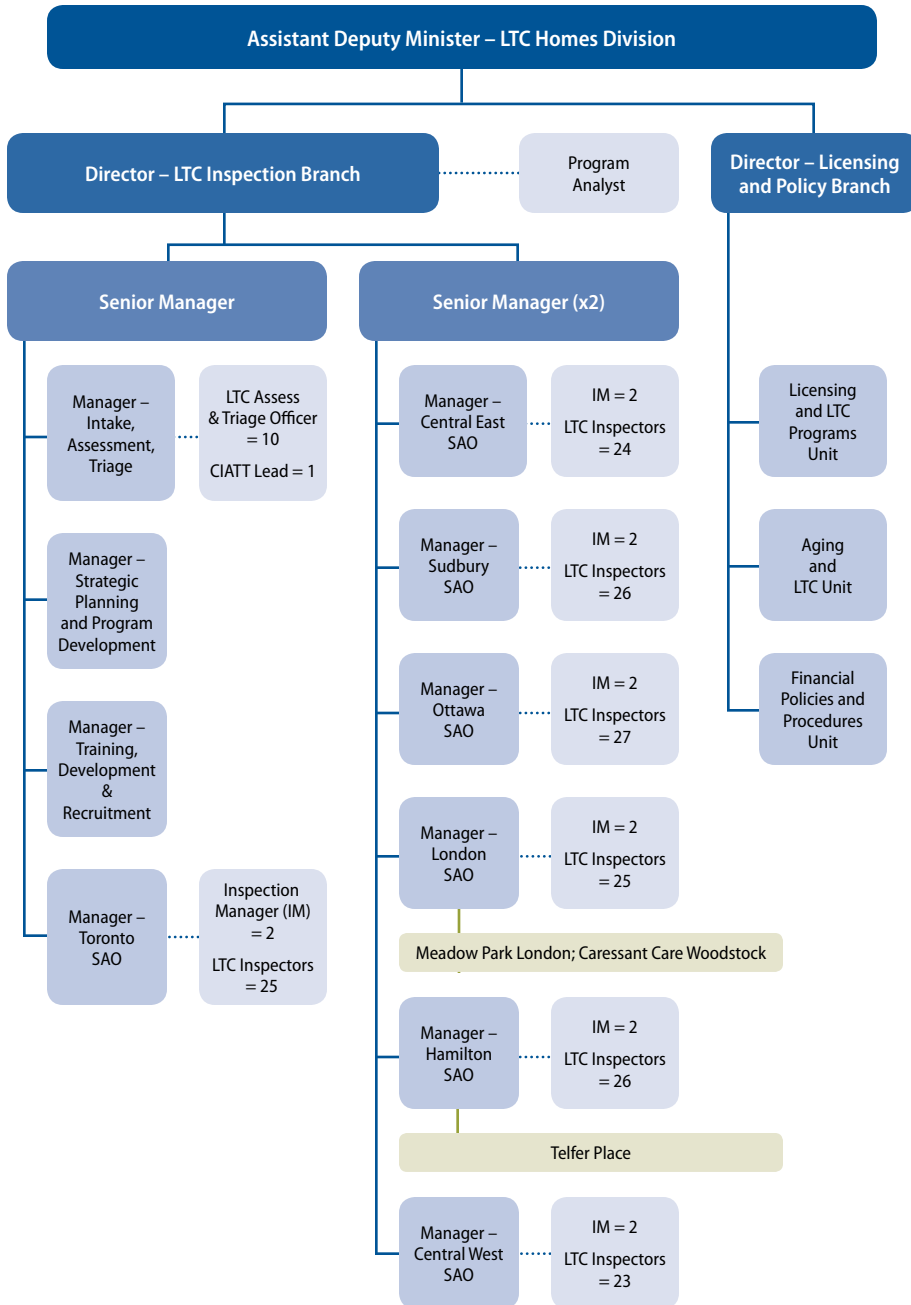 Assistant Deputy Minister – LTC Homes Division
Director – LTC Inspection Branch
Program
Analyst
Director – Licensing
and Policy Branch
Senior Manager
Senior Manager (x2)
Manager –
Intake,
Assessment,
Triage
LTC Assess
& Triage Officer
= 10
CIATT Lead = 1
Manager –
Strategic
Planning
and Program
Development
Manager –
Training,
Development
&
Recruitment
Manager –
Toronto
SAO
Inspection
Manager (IM)
= 2
LTC Inspectors
= 25
Manager –
Central East
SAO
IM = 2
LTC Inspectors
= 24
Manager –
Sudbury
SAO
IM = 2
LTC Inspectors
= 26
Manager –
Ottawa
SAO
IM = 2
LTC Inspectors
= 27
Manager –
London
SAO
IM = 2
LTC Inspectors
= 25
Meadow Park London; Caressant Care Woodstock
Manager –
Hamilton
SAO
IM = 2
LTC Inspectors
= 26
Telfer Place
Manager –
Central West
SAO
IM = 2
LTC Inspectors
= 23
Licensing
and LTC
Programs
Unit
Aging
and
LTC Unit
Financial
Policies and
Procedures
Unit